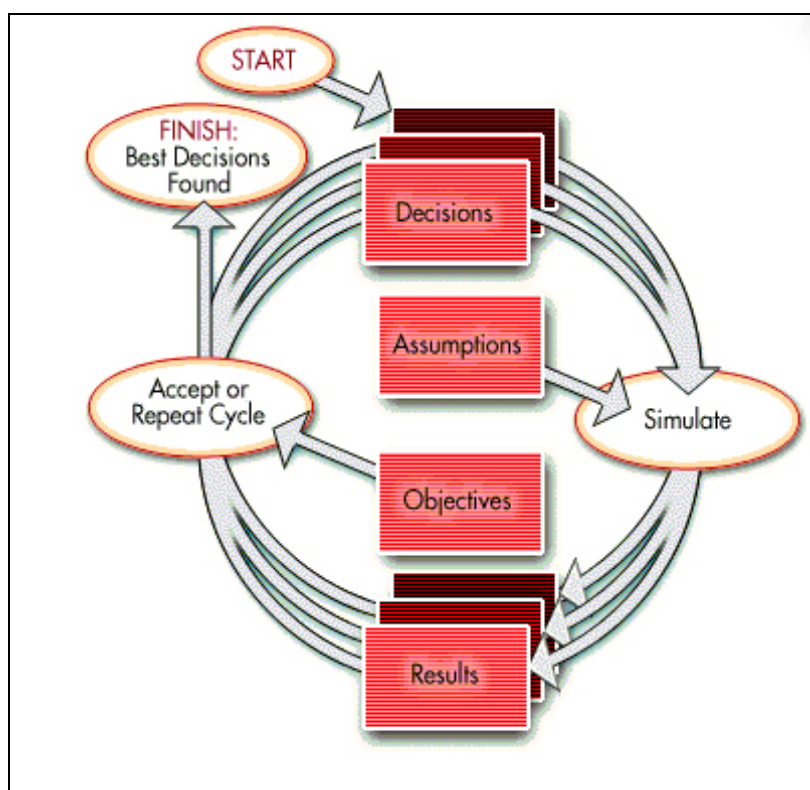 START
FINISH:
Best Decisions
Found
Decisions
Assumptions
Accept or
Repeat Cycle
Simulate
Objectives
Results